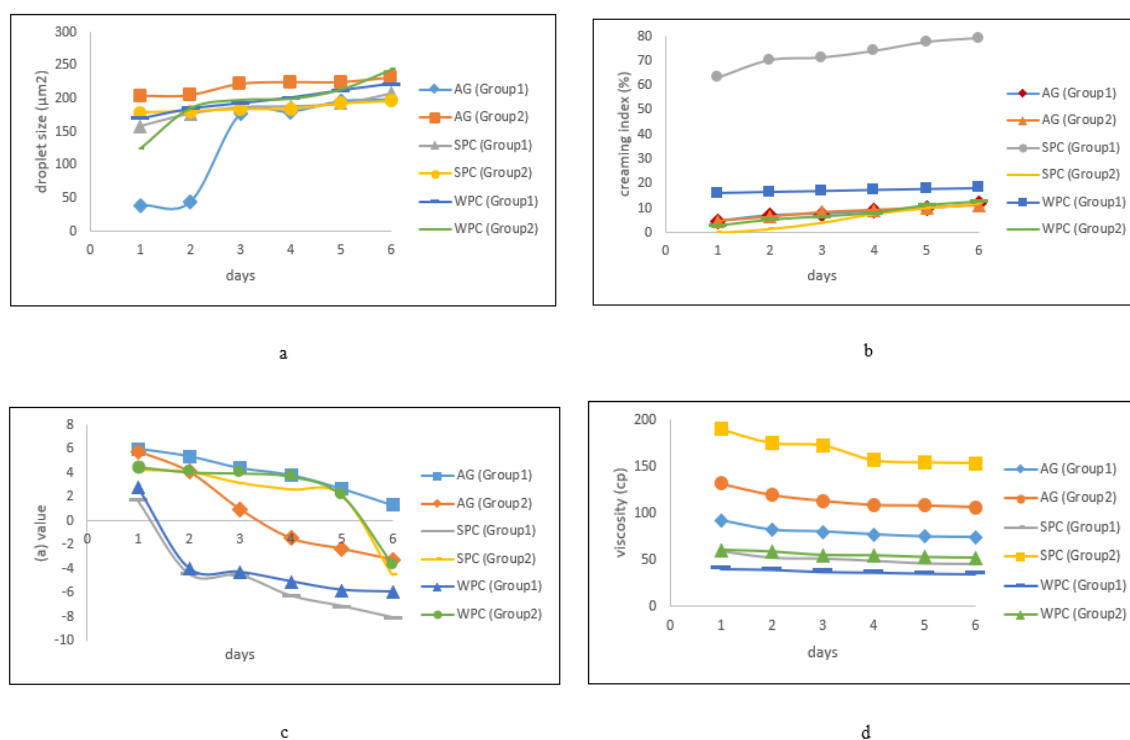 300
250
200
150
100
50
0
droplet size (µm2)
0 1 2 3 4 5 6
days
AG (Group1)
AG (Group2)
SPC (Group1)
SPC (Group2)
WPC (Group1)
WPC (Group2)
a
80
70
60
50
40
30
20
10
0
creaming index (%)
0 1 2 3 4 5 6
days
AG (Group1)
AG (Group2)
SPC (Group1)
SPC (Group2)
WPC (Group1)
WPC (Group2)
b
8
6
4
2
0
-2
-4
-6
-8
-10
(a) value
0 1 2 3 4 5 6
days
AG (Group1)
AG (Group2)
SPC (Group1)
SPC (Group2)
WPC (Group1)
WPC (Group2)
c
200
150
100
50
0
viscosity (cp)
0 1 2 3 4 5 6
days
AG (Group1)
AG (Group2)
SPC (Group1)
SPC (Group2)
WPC (Group1)
WPC (Group2)
d